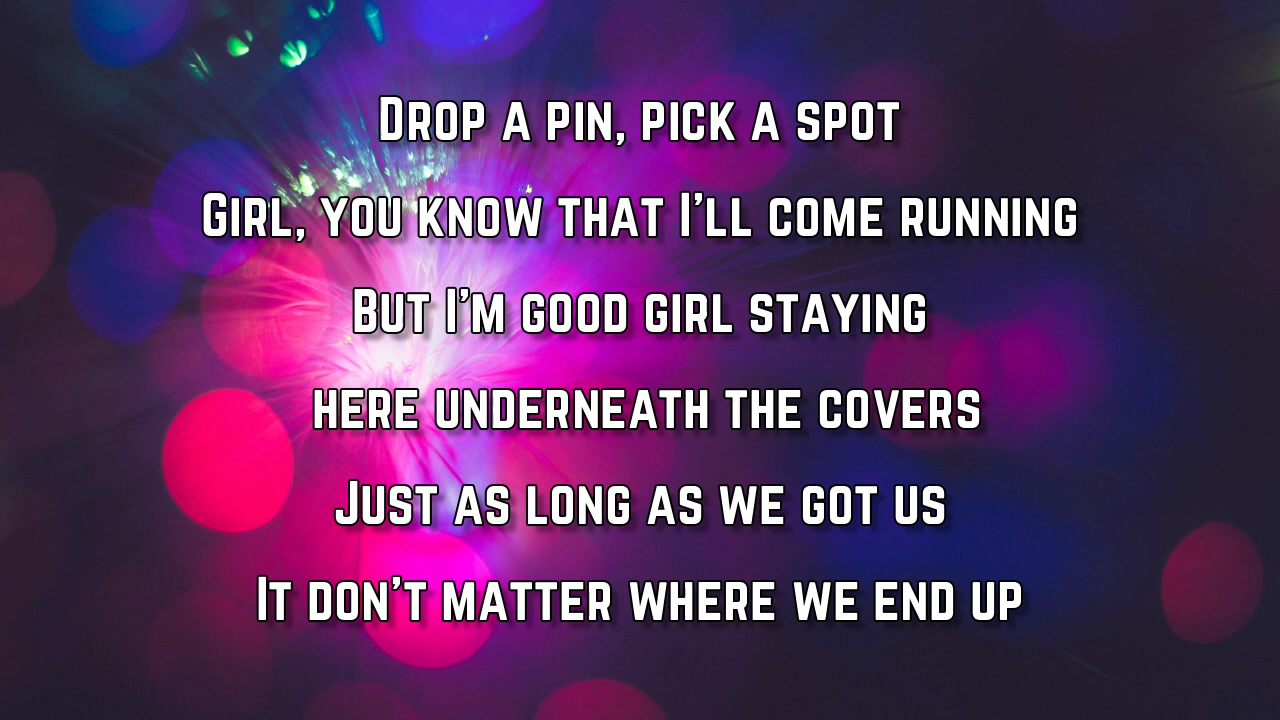 Drop a pin, pick a spot
Girl, you know that I'll come running
But I'm good girl staying
here underneath the covers
Just as long as we got us
It don't matter where we end up